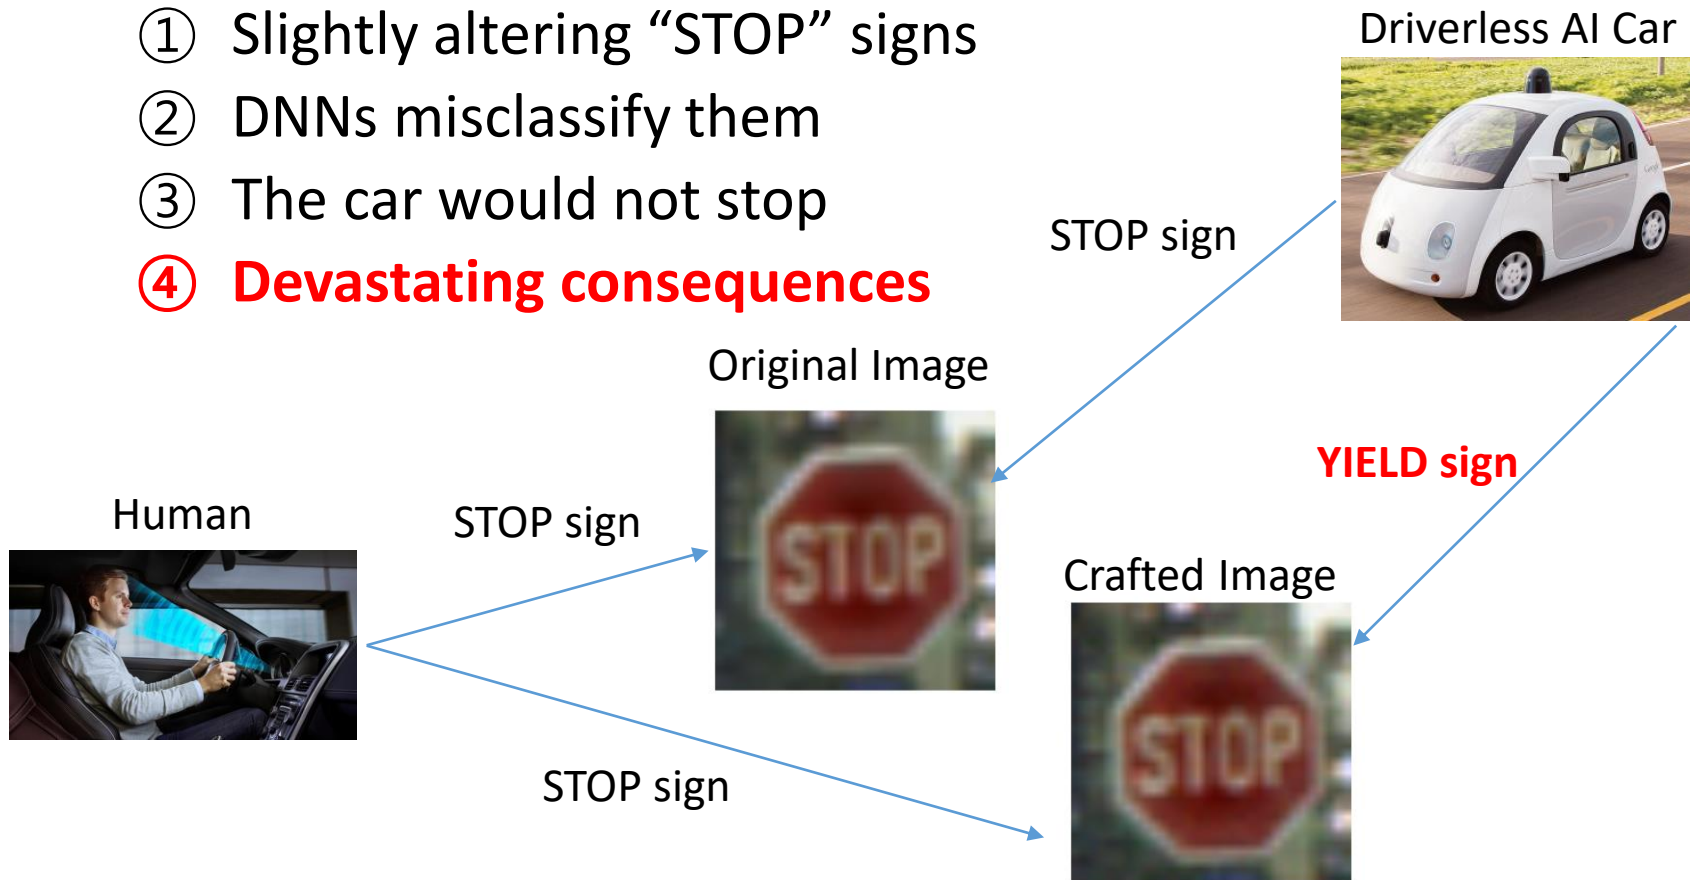 ① Slightly altering “STOP” signs
② DNNs misclassify them
③ The car would not stop
④ Devastating consequences
Driverless AI Car
STOP sign
Original Image
YIELD sign
Human
STOP sign
STOP
Crafted Image
STOP
STOP sign